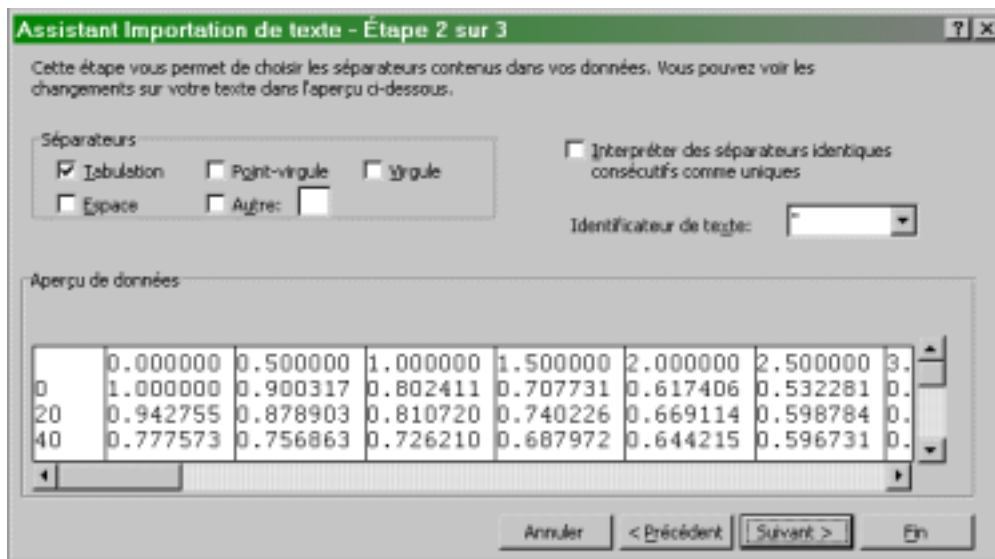 Assistant Importation de texte - Étape 2 sur 3
Cette étape vous permet de choisir les séparateurs contenus dans vos données. Vous pouvez voir les
changements sur votre texte dans l'aperçu ci-dessous.
Séparateurs
Tabulation Point-virgule Virgule
Espace Autre:
Interpréter des séparateurs identiques
consécutifs comme uniques
Identificateur de texte: "
Aperçu de données
0.000000 0.500000 1.000000 1.500000 2.000000 2.500000 3.
0 1.000000 0.900317 0.802411 0.707731 0.617406 0.532281 0.
20 0.942755 0.878903 0.810720 0.740226 0.669114 0.598784 0.
40 0.777573 0.756863 0.726210 0.687972 0.644215 0.596731 0.
Annuler < Précédent Suivant > Fin